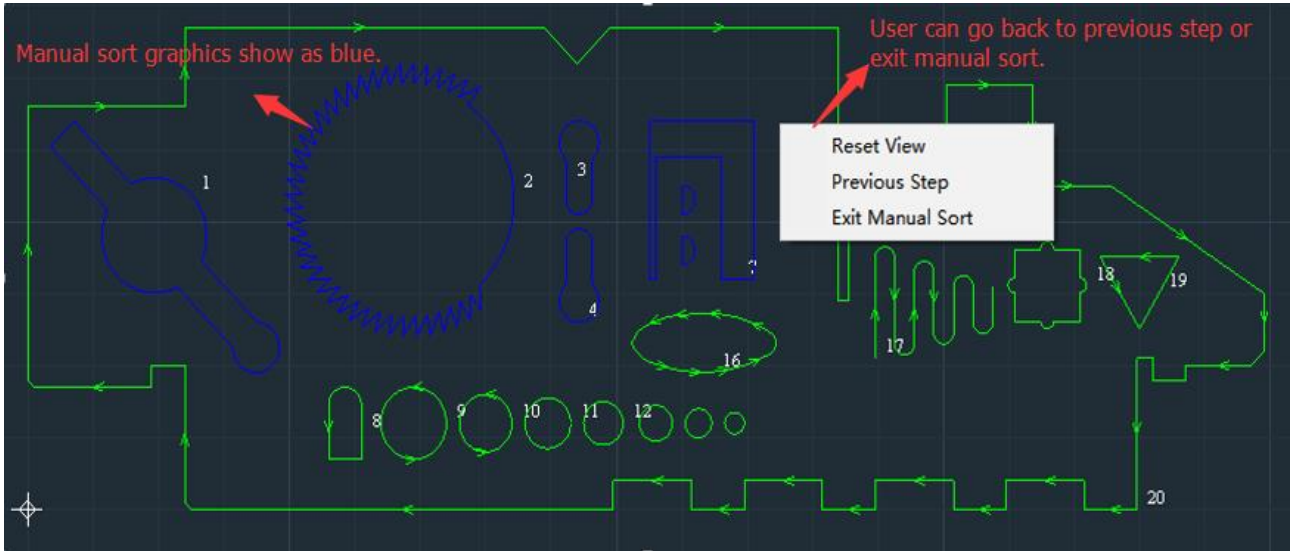 User can go back to previous step or
exit manual sort.
Manual sort graphics show as blue.
Reset View
Previous Step
Exit Manual Sort
1
2
3
4
16
17
18
19
8
9
10
11
12
20